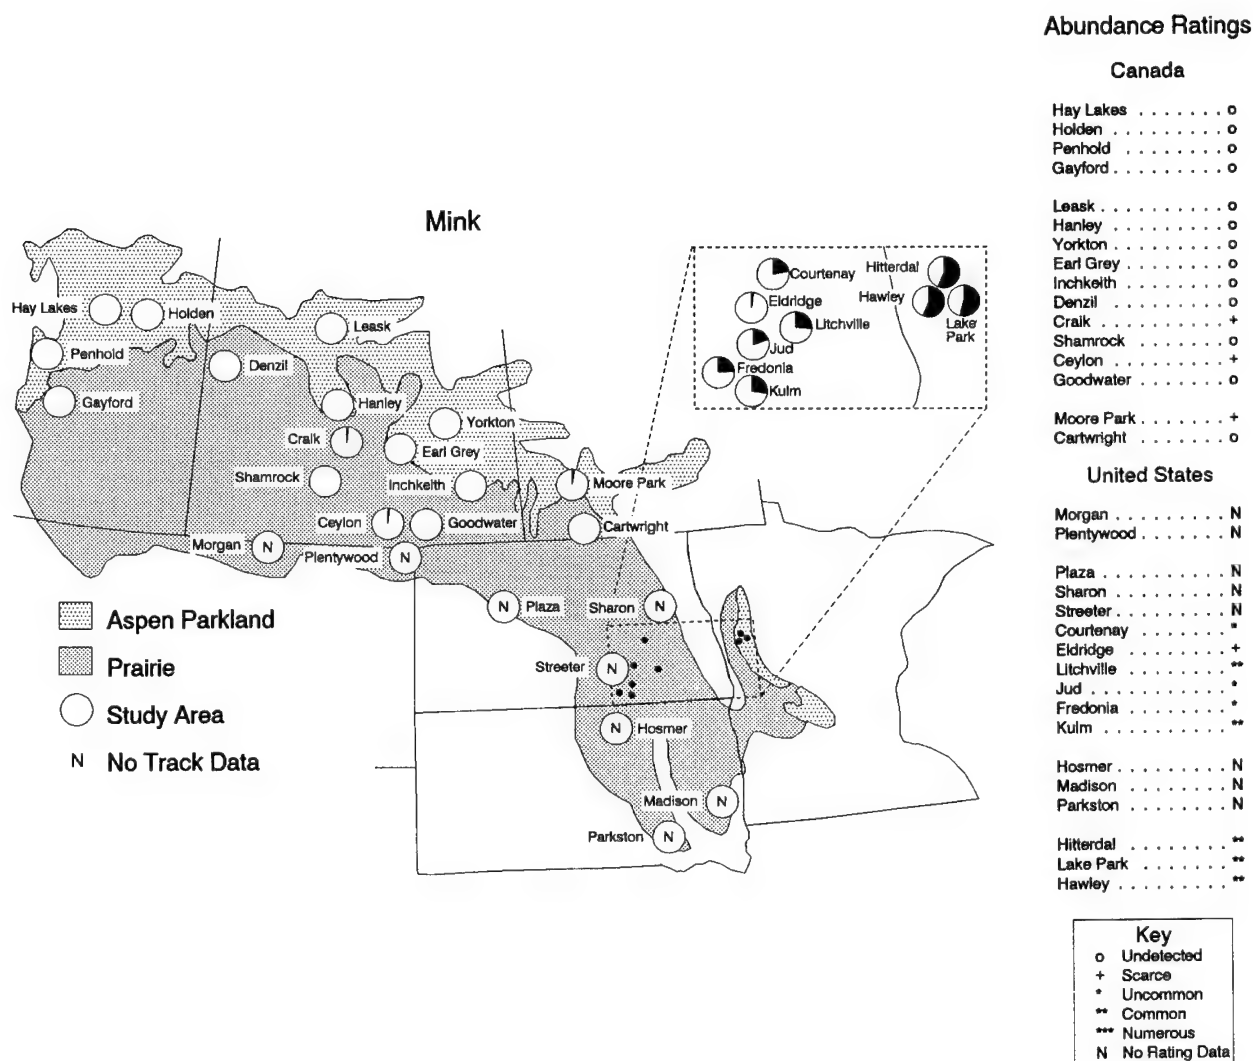 Mink
Hay Lakes
Holden
Leask
Penhold
Denzil
Gayford
Hanley
Yorkton
Craik
Earl Grey
Shamrock
Inchkeith
Moore Park
Ceylon
Goodwater
Cartwright
Morgan
N
Plentywood
N
N
Plaza
Sharon
N
Streeter
N
N
Hosmer
Madison
N
Parkston
N
Courtenay
Hitterdal
Eldridge
Hawley
Litchville
Lake
Park
Jud
Fredonia
Kulm
Aspen Parkland
Prairie
Study Area
N No Track Data
Abundance Ratings
Canada
Hay Lakes . . . . . . . o
Holden . . . . . . . . . o
Penhold . . . . . . . . o
Gayford . . . . . . . . . o
Leask . . . . . . . . . . o
Hanley . . . . . . . . . o
Yorkton . . . . . . . . . o
Earl Grey . . . . . . . . o
Inchkeith . . . . . . . . o
Denzil . . . . . . . . . o
Craik . . . . . . . . . . +
Shamrock . . . . . . . o
Ceylon . . . . . . . . . +
Goodwater . . . . . . . o
Moore Park . . . . . . . +
Cartwright . . . . . . . o
United States
Morgan . . . . . . . . . N
Plentywood . . . . . . . N
Plaza . . . . . . . . . . N
Sharon . . . . . . . . . N
Streeter . . . . . . . . . N
Courtenay . . . . . . . *
Eldridge . . . . . . . . +
Litchville . . . . . . . . **
Jud . . . . . . . . . . . *
Fredonia . . . . . . . . *
Kulm . . . . . . . . . . **
Hosmer . . . . . . . . . N
Madison . . . . . . . . N
Parkston . . . . . . . . N
Hitterdal . . . . . . . . **
Lake Park . . . . . . . **
Hawley . . . . . . . . . **
Key
o Undetected
+ Scarce
* Uncommon
** Common
*** Numerous
N No Rating Data